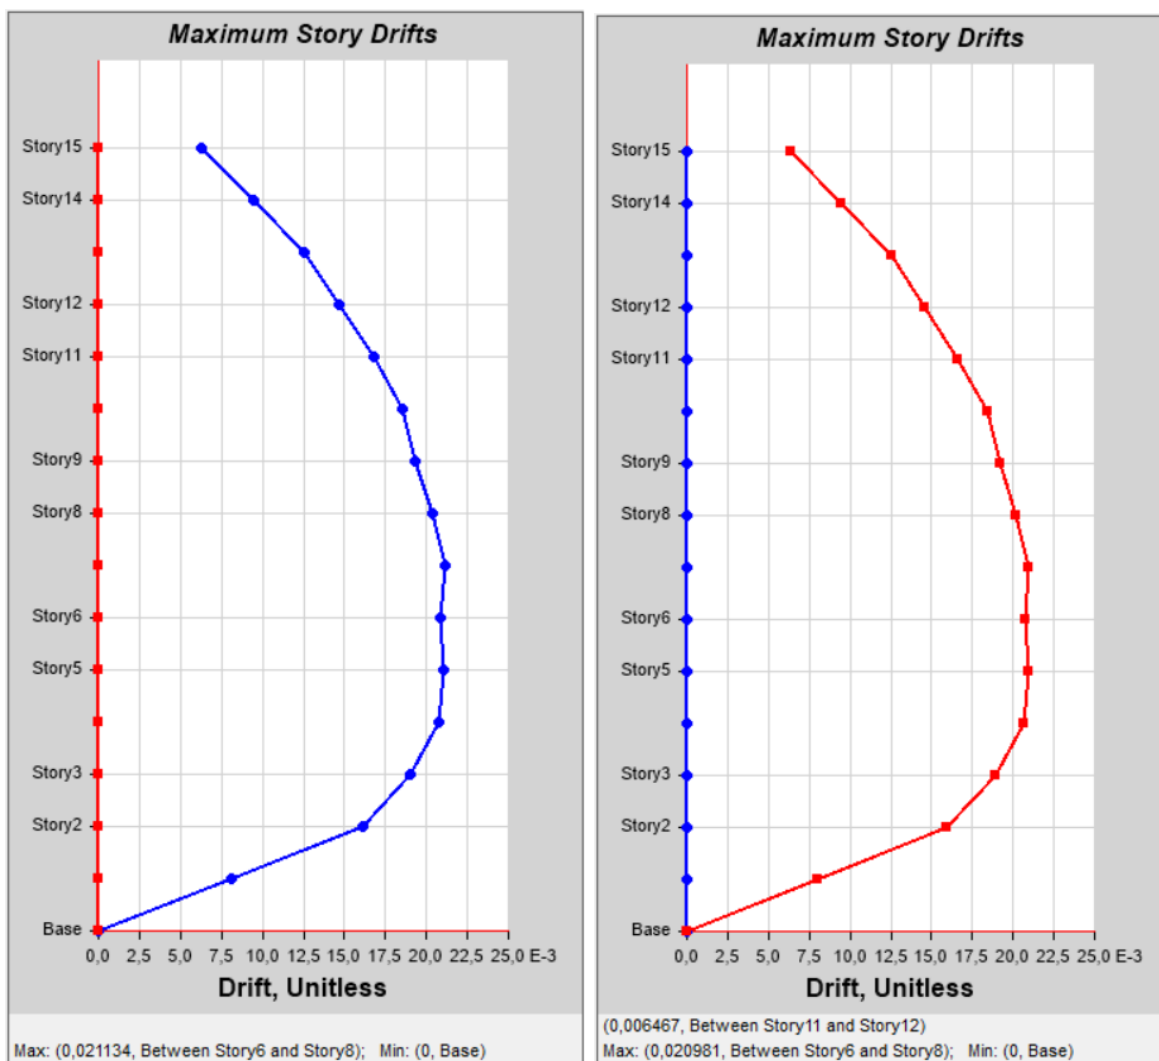 Maximum Story Drifts
Story15
Story14
Story12
Story11
Story9
Story8
Story6
Story5
Story3
Story2
Base
0,0 2,5 5,0 7,5 10,0 12,5 15,0 17,5 20,0 22,5 25,0 E-3
Drift, Unitless
Max: (0,021134, Between Story6 and Story8); Min: (0, Base)
Maximum Story Drifts
Story15
Story14
Story12
Story11
Story9
Story8
Story6
Story5
Story3
Story2
Base
0,0 2,5 5,0 7,5 10,0 12,5 15,0 17,5 20,0 22,5 25,0 E-3
Drift, Unitless
(0,006467, Between Story11 and Story12)
Max: (0,020981, Between Story6 and Story8); Min: (0, Base)